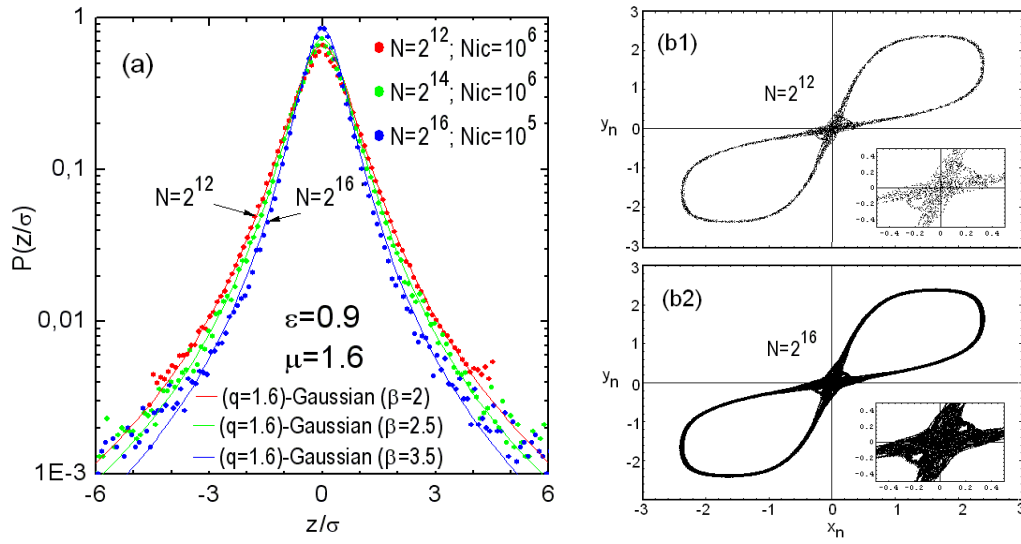 (a)
N=2^12; Nic=10^6
N=2^14; Nic=10^6
N=2^16; Nic=10^5
N=2^12
N=2^16
ε=0.9
μ=1.6
(q=1.6)-Gaussian (β=2)
(q=1.6)-Gaussian (β=2.5)
(q=1.6)-Gaussian (β=3.5)
P(z/σ)
1
0,1
0,01
1E-3
-6 -3 0 3 6
z/σ
(b1)
N=2^12
y_n
3
2
1
0
-1
-2
-3
0.4
0.2
0
-0.2
-0.4
-0.4 -0.2 0 0.2 0.4
(b2)
N=2^16
y_n
2
1
0
-1
-2
-3 -2 -1 0 1 2 3
x_n
0.4
0.2
0
-0.2
-0.4
-0.4 -0.2 0 0.2 0.4